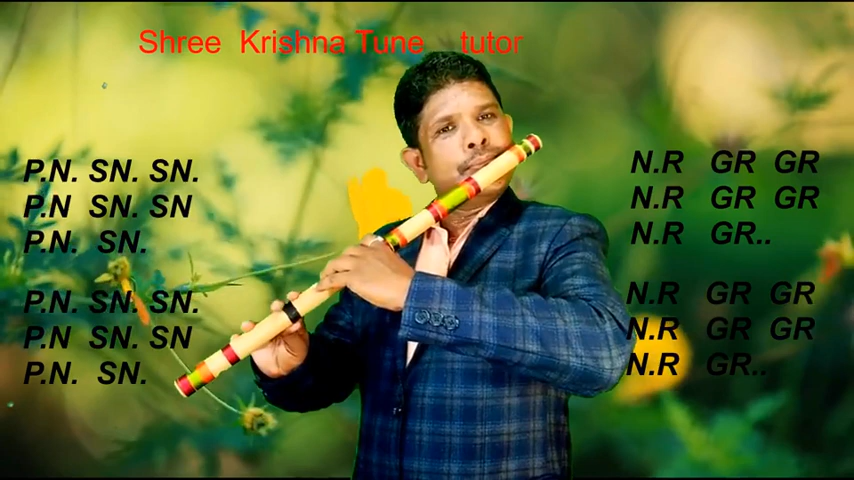 Shree Krishna Tune tutor
P.N. SN. SN.
P.N SN. SN
P.N. SN.
P.N. SN. SN.
P.N SN. SN
P.N. SN.
N.R GR GR
N.R GR GR
N.R GR..
N.R GR GR
N.R GR GR
N.R GR..